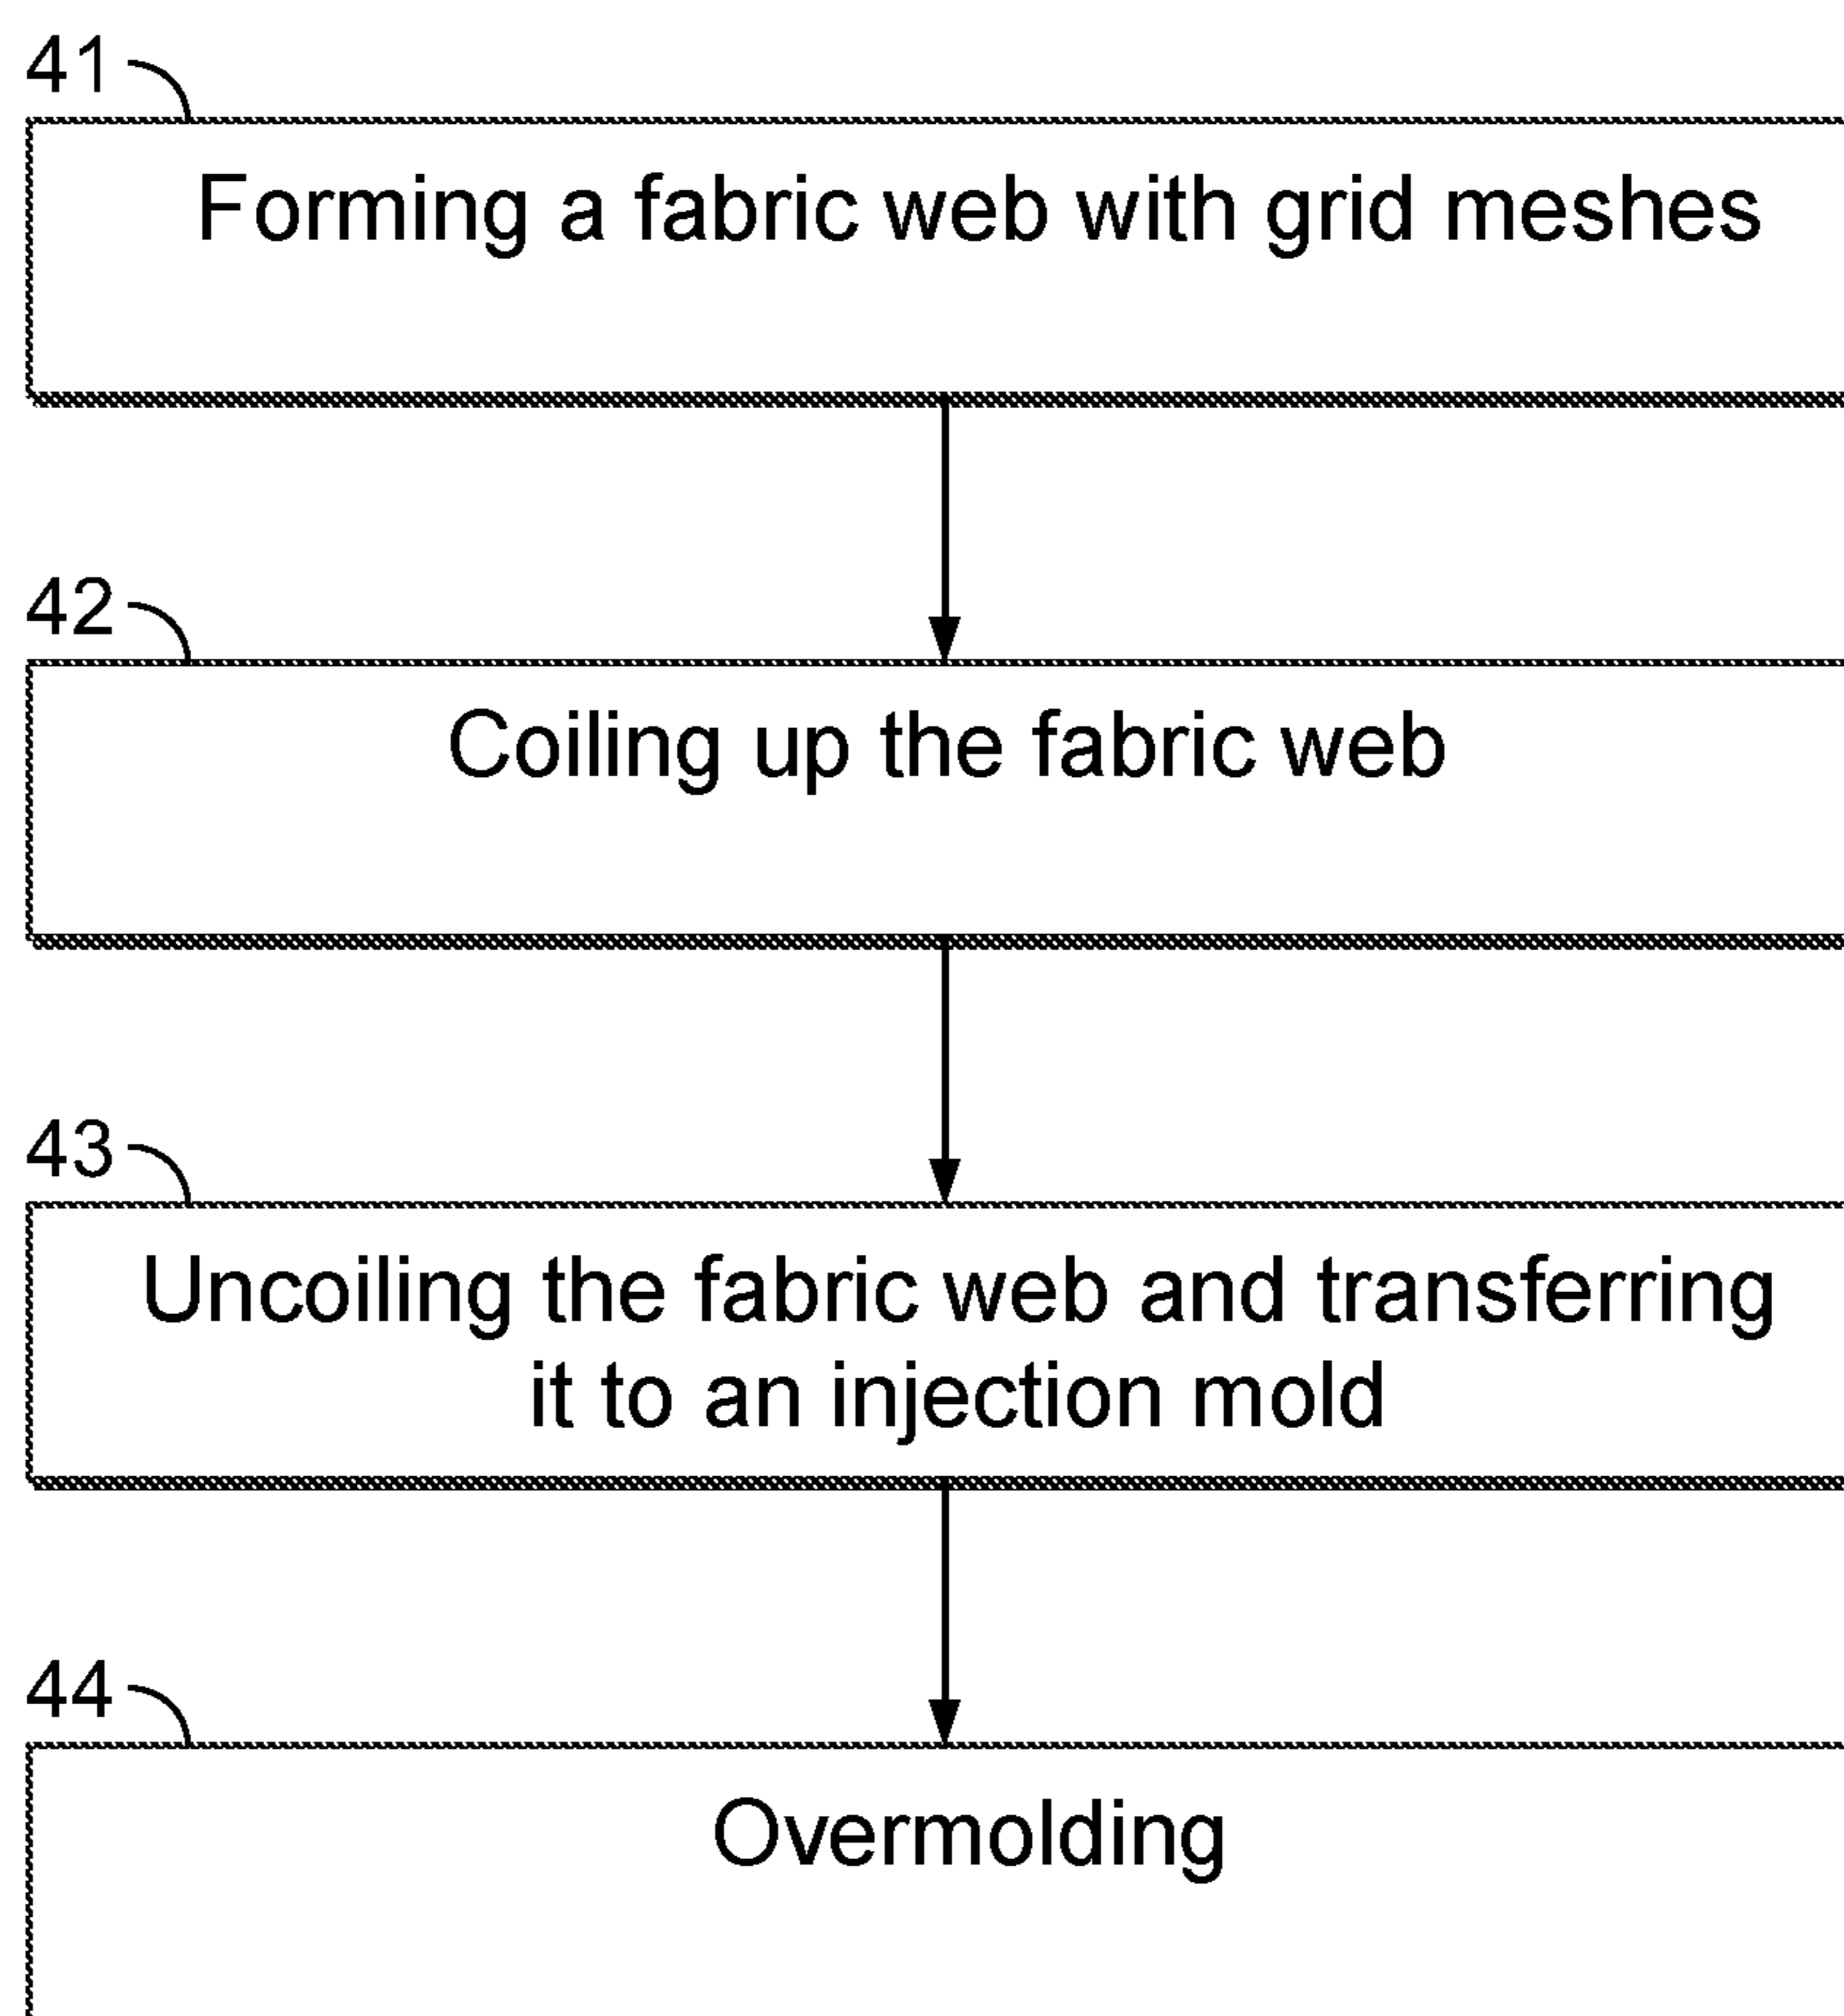 41
Forming a fabric web with grid meshes
42
Coiling up the fabric web
43
Uncoiling the fabric web and transferring
it to an injection mold
44
Overmolding